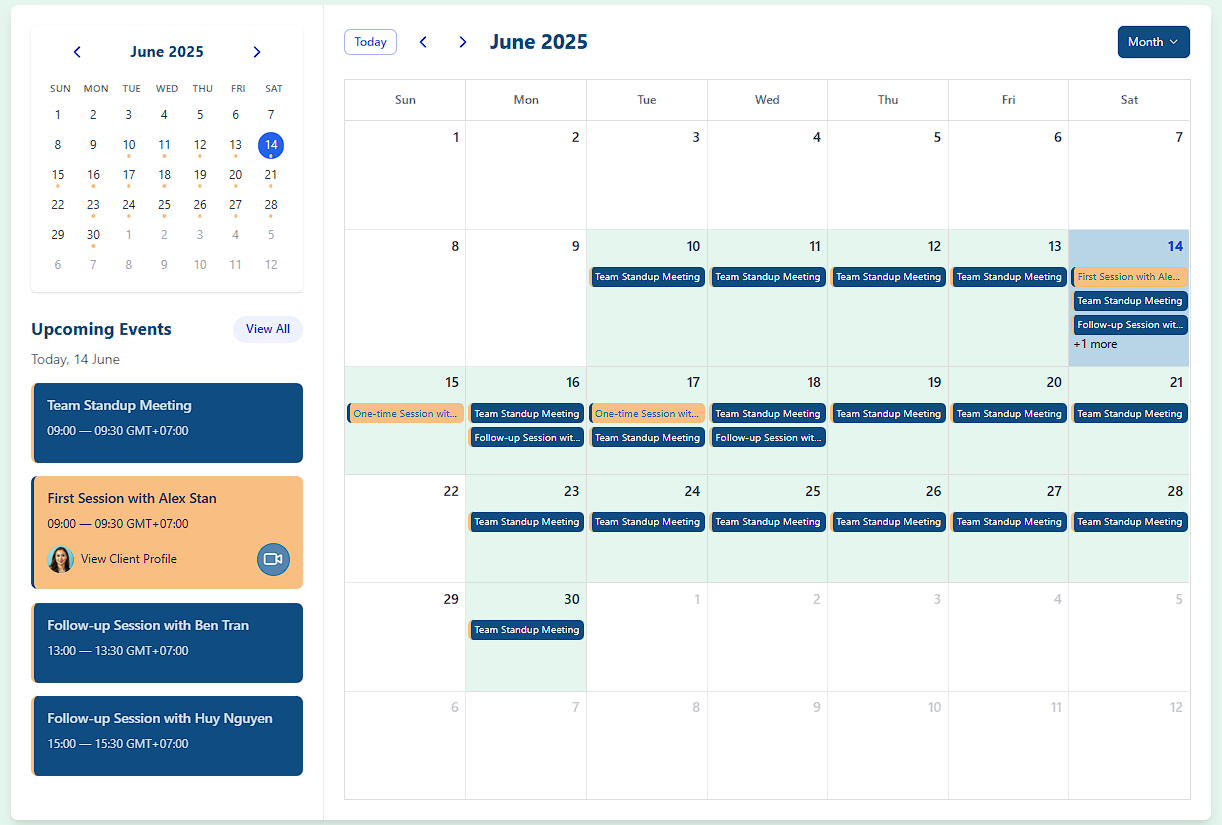 June 2025
SUN MON TUE WED THU FRI SAT
1 2 3 4 5 6 7
8 9 10 11 12 13 14
15 16 17 18 19 20 21
22 23 24 25 26 27 28
29 30 1 2 3 4 5
6 7 8 9 10 11 12
Upcoming Events View All
Today, 14 June
Team Standup Meeting
09:00 — 09:30 GMT+07:00
First Session with Alex Stan
09:00 — 09:30 GMT+07:00
View Client Profile
Follow-up Session with Ben Tran
13:00 — 13:30 GMT+07:00
Follow-up Session with Huy Nguyen
15:00 — 15:30 GMT+07:00
Today June 2025 Month
Sun Mon Tue Wed Thu Fri Sat
1 2 3 4 5 6 7
8 9 10 11 12 13 14
Team Standup Meeting Team Standup Meeting Team Standup Meeting Team Standup Meeting First Session with Ale...
Team Standup Meeting
Follow-up Session wit...
+1 more
15 16 17 18 19 20 21
One-time Session wit... Team Standup Meeting One-time Session wit... Team Standup Meeting Team Standup Meeting Team Standup Meeting Team Standup Meeting
Follow-up Session wit... Team Standup Meeting Follow-up Session wit...
22 23 24 25 26 27 28
Team Standup Meeting Team Standup Meeting Team Standup Meeting Team Standup Meeting Team Standup Meeting Team Standup Meeting
29 30 1 2 3 4 5
Team Standup Meeting
6 7 8 9 10 11 12